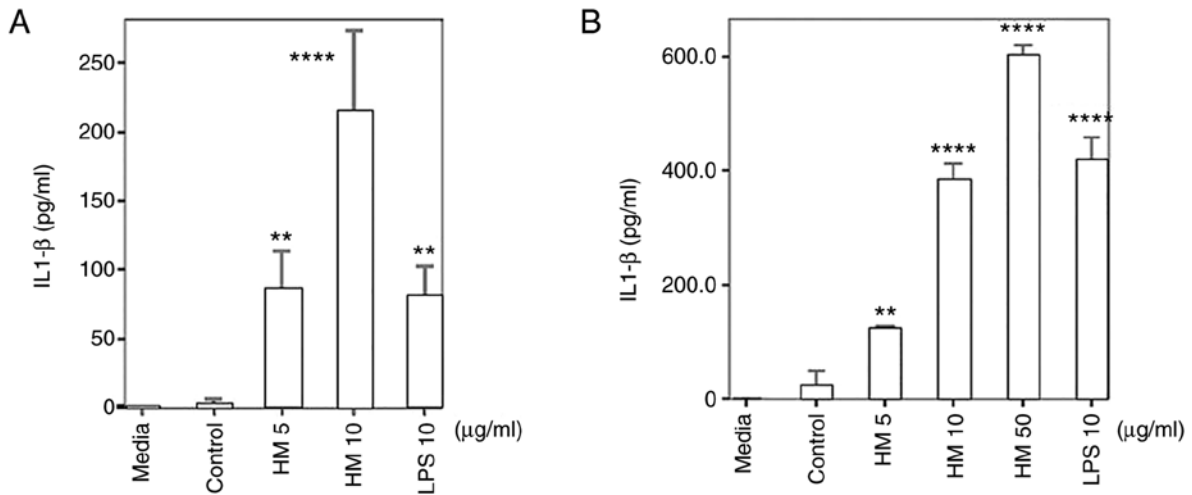 A
IL1-β (pg/ml)
250
200
150
100
50
0
****
**
**
Media
Control
HM 5
HM 10
LPS 10
(μg/ml)
B
IL1-β (pg/ml)
600.0
400.0
200.0
0
**
****
****
****
Media
Control
HM 5
HM 10
HM 50
LPS 10
(μg/ml)